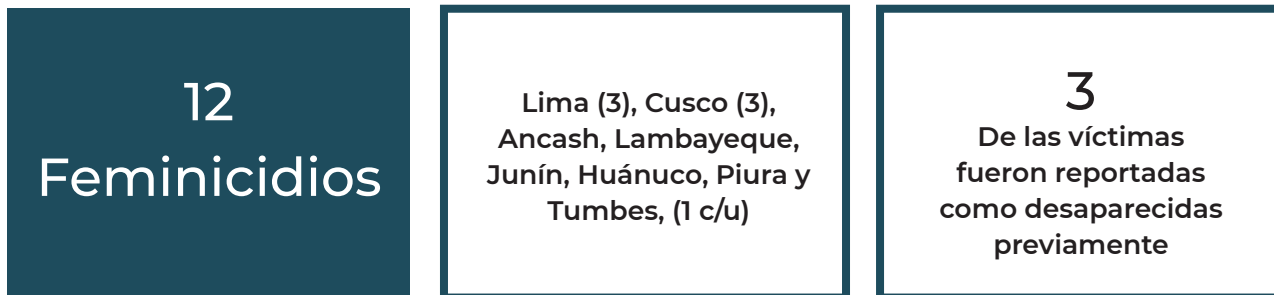 12
Feminicidios
Lima (3), Cusco (3),
Ancash, Lambayeque,
Junín, Huánuco, Piura y
Tumbes, (1 c/u)
3
De las víctimas
fueron reportadas
como desaparecidas
previamente